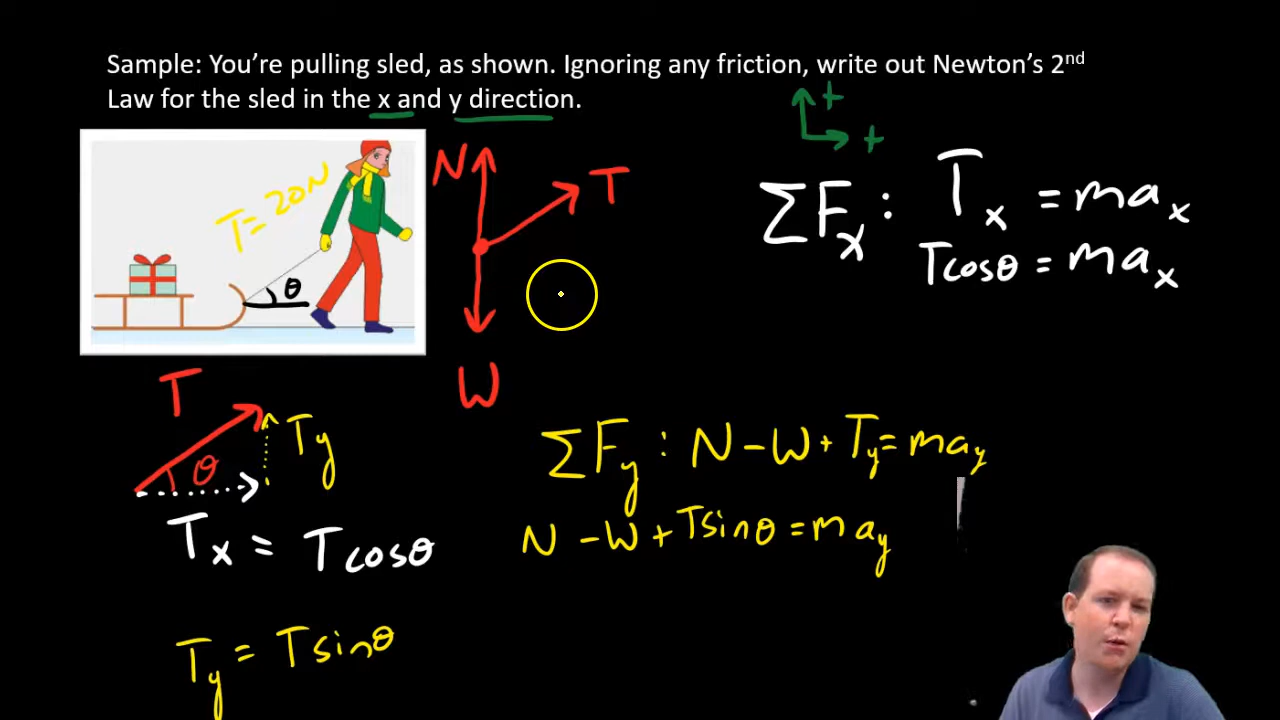 Sample: You're pulling sled, as shown. Ignoring any friction, write out Newton's 2nd
Law for the sled in the x and y direction.
+
+
T=20N
θ
N
T
W
ΣFₓ: Tₓ = maₓ
Tcosθ = maₓ
T
θ
Ty
Tₓ = Tcosθ
Ty = Tsinθ
ΣFy: N - W + Ty = may
N - W + Tsinθ = may